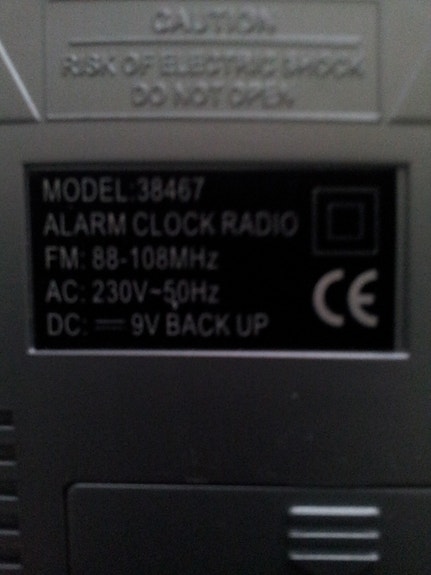 CAUTION
RISK OF ELECTRIC SHOCK
DO NOT OPEN
MODEL:38467
ALARM CLOCK RADIO
FM: 88-108MHz
AC: 230V~50Hz
DC: ⎓ 9V BACK UP
CE